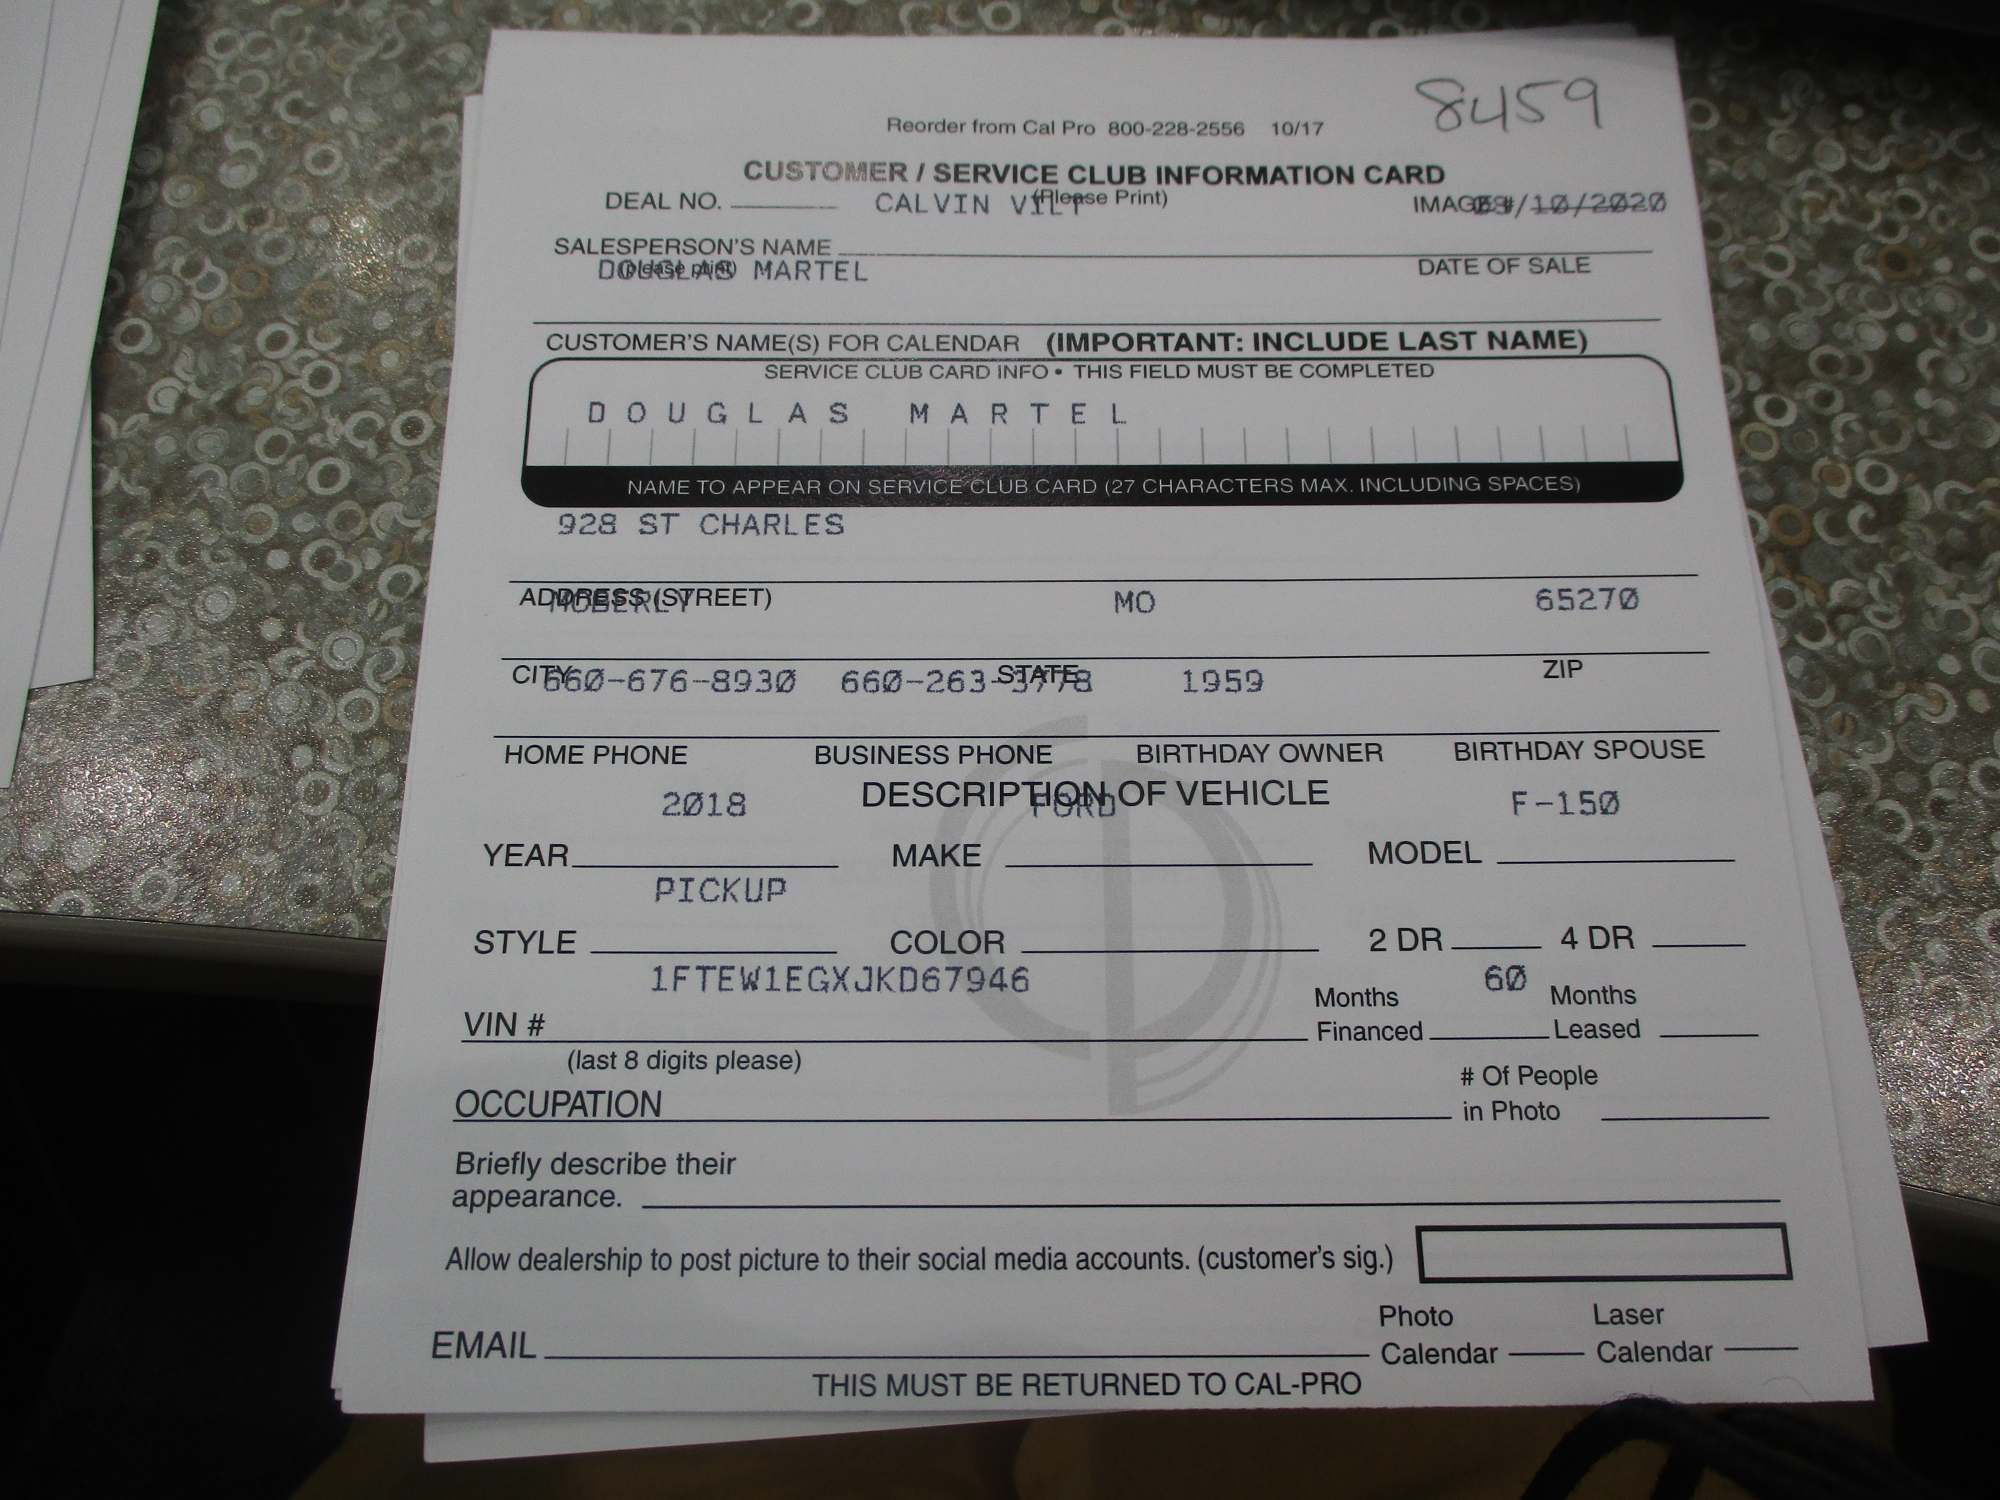 8459
Reorder from Cal Pro 800-228-2556 10/17
CUSTOMER / SERVICE CLUB INFORMATION CARD
(Please Print)
DEAL NO. CALVIN IMAGE #/10/2020
SALESPERSON'S NAME
(please print) DOUGLAS MARTEL DATE OF SALE
CUSTOMER'S NAME(S) FOR CALENDAR (IMPORTANT: INCLUDE LAST NAME)
SERVICE CLUB CARD INFO • THIS FIELD MUST BE COMPLETED
DOUGLAS MARTEL
NAME TO APPEAR ON SERVICE CLUB CARD (27 CHARACTERS MAX. INCLUDING SPACES)
928 ST CHARLES
ADDRESS (STREET) MOBERLY MO 65270
CITY STATE ZIP
660-676-8930 660-263-3778 1959
HOME PHONE BUSINESS PHONE BIRTHDAY OWNER BIRTHDAY SPOUSE
DESCRIPTION OF VEHICLE
2018 FORD F-150
YEAR MAKE MODEL
PICKUP
STYLE COLOR 2 DR 4 DR
1FTEW1EGXJKD67946 60
VIN # Months Financed Months Leased
(last 8 digits please)
OCCUPATION # Of People in Photo
Briefly describe their
appearance.
Allow dealership to post picture to their social media accounts. (customer's sig.)
EMAIL Photo Calendar Laser Calendar
THIS MUST BE RETURNED TO CAL-PRO